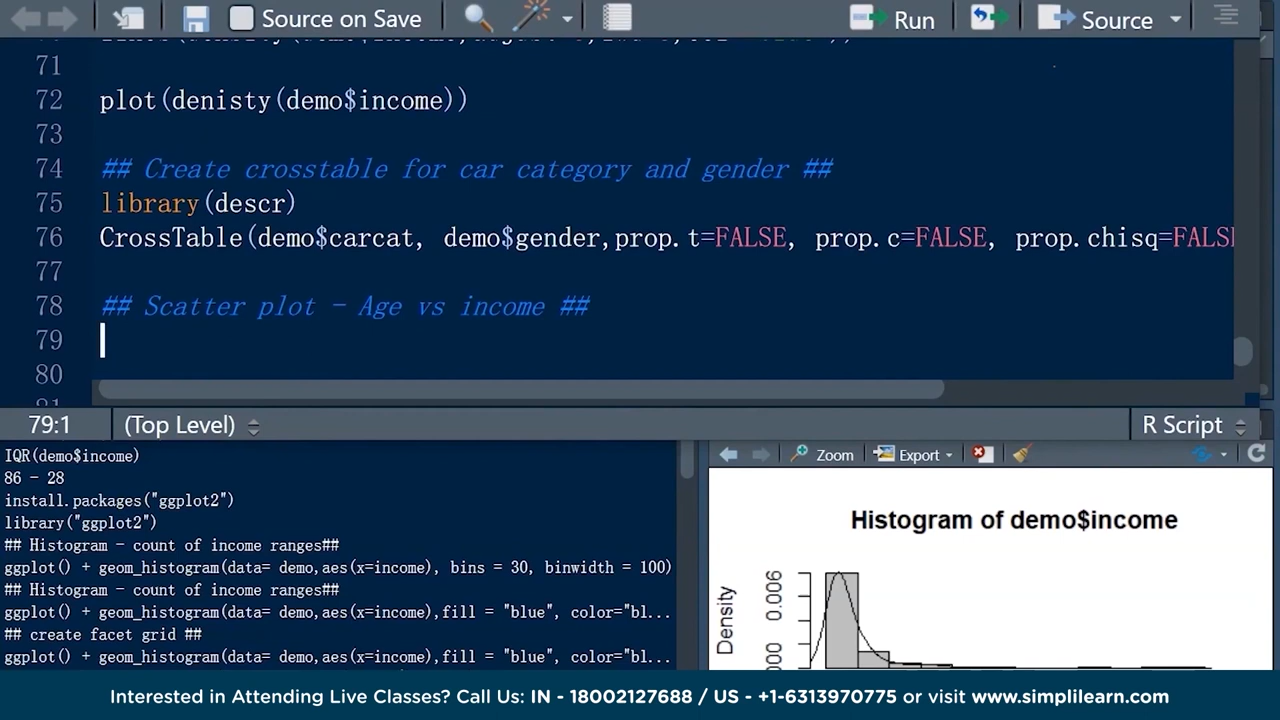 Source on Save
Run
Source
71
72 plot(denisty(demo$income))
73
74 ## Create crosstable for car category and gender ##
75 library(descr)
76 CrossTable(demo$carcat, demo$gender,prop.t=FALSE, prop.c=FALSE, prop.chisq=FALS
77
78 ## Scatter plot - Age vs income ##
79
80
79:1
(Top Level)
R Script
IQR(demo$income)
86 - 28
install.packages("ggplot2")
library("ggplot2")
## Histogram - count of income ranges##
ggplot() + geom_histogram(data= demo,aes(x=income), bins = 30, binwidth = 100)
## Histogram - count of income ranges##
ggplot() + geom_histogram(data= demo,aes(x=income),fill = "blue", color="bl...
## create facet grid ##
ggplot() + geom_histogram(data= demo,aes(x=income),fill = "blue", color="bl...
Zoom
Export
Histogram of demo$income
Density
0.006
Interested in Attending Live Classes? Call Us: IN - 18002127688 / US - +1-6313970775 or visit www.simplilearn.com